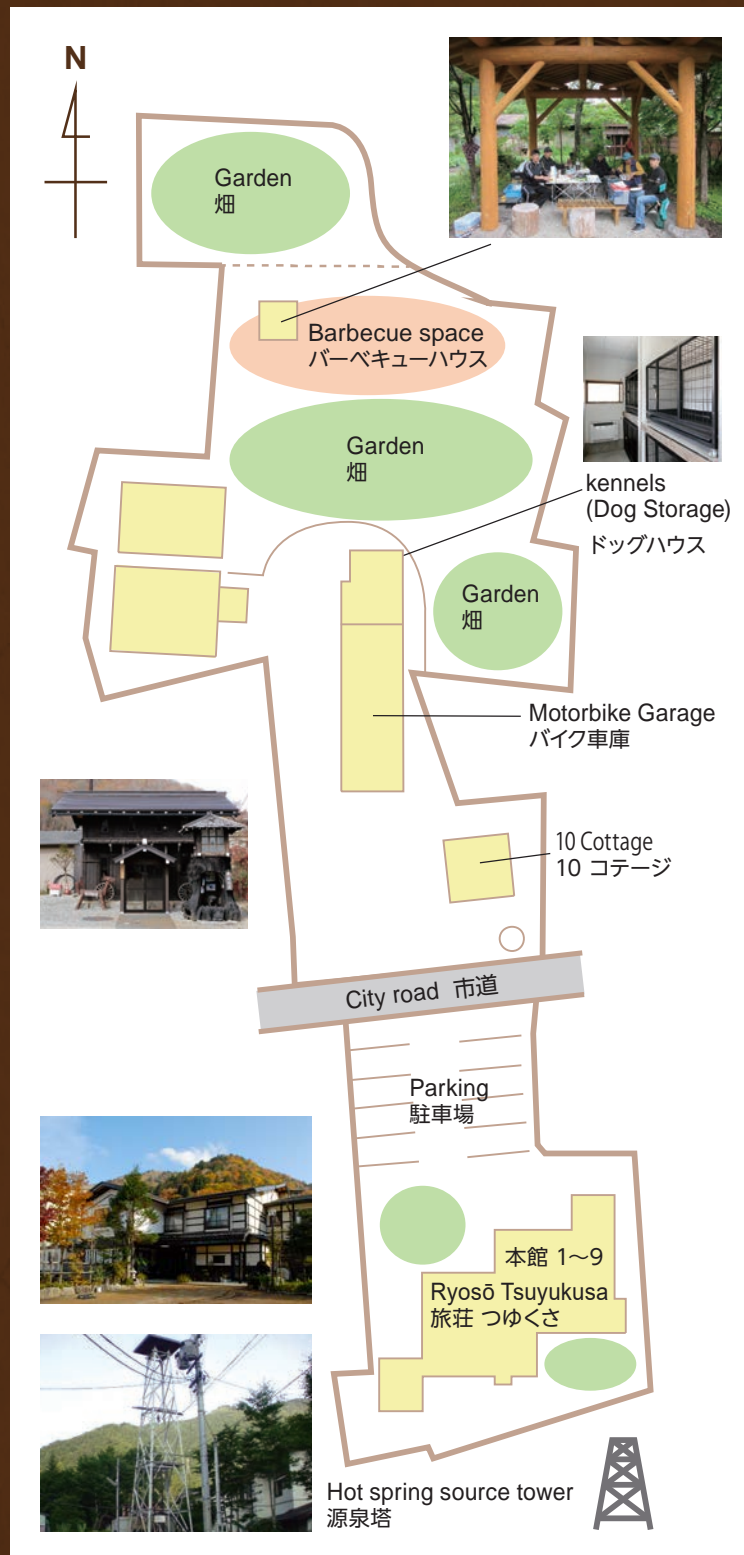 N
Garden
畑
Barbecue space
バーベキューハウス
Garden
畑
kennels
(Dog Storage)
ドッグハウス
Garden
畑
Motorbike Garage
バイク車庫
10 Cottage
10 コテージ
City road 市道
Parking
駐車場
本館 1〜9
Ryosō Tsuyukusa
旅荘 つゆくさ
Hot spring source tower
源泉塔